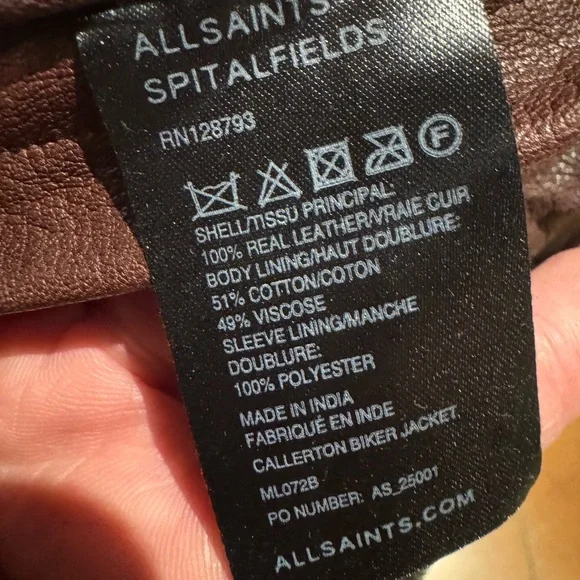 ALLSAINTS
SPITALFIELDS
RN128793
F
SHELL/TISSU PRINCIPAL:
100% REAL LEATHER/VRAIE CUIR
BODY LINING/HAUT DOUBLURE:
51% COTTON/COTON
49% VISCOSE
SLEEVE LINING/MANCHE
DOUBLURE:
100% POLYESTER
MADE IN INDIA
FABRIQUÉ EN INDE
CALLERTON BIKER JACKET
ML072B
PO NUMBER: AS_25001
ALLSAINTS.COM